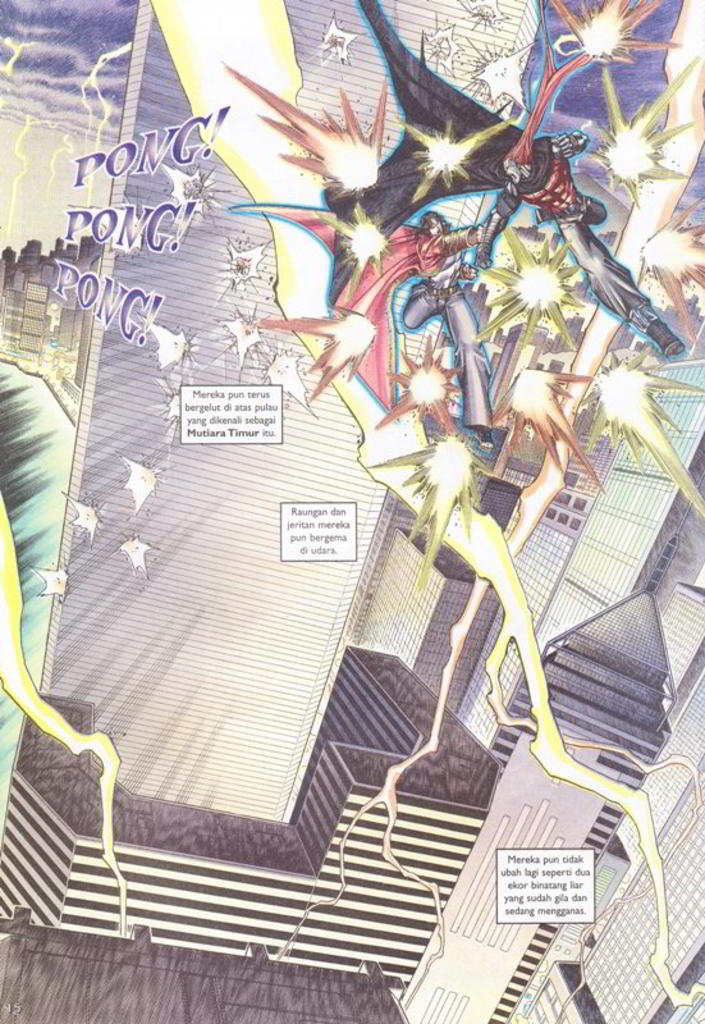 PONG!
PONG!
PONG!
Mereka pun terus
bergelut di atas pulau
yang dikenali sebagai
Mutiara Timur itu.
Raungan dan
jeritan mereka
pun bergema
di udara.
Mereka pun tidak
ubah lagi seperti dua
ekor binatang liar
yang sudah gila dan
sedang mengganas.
15